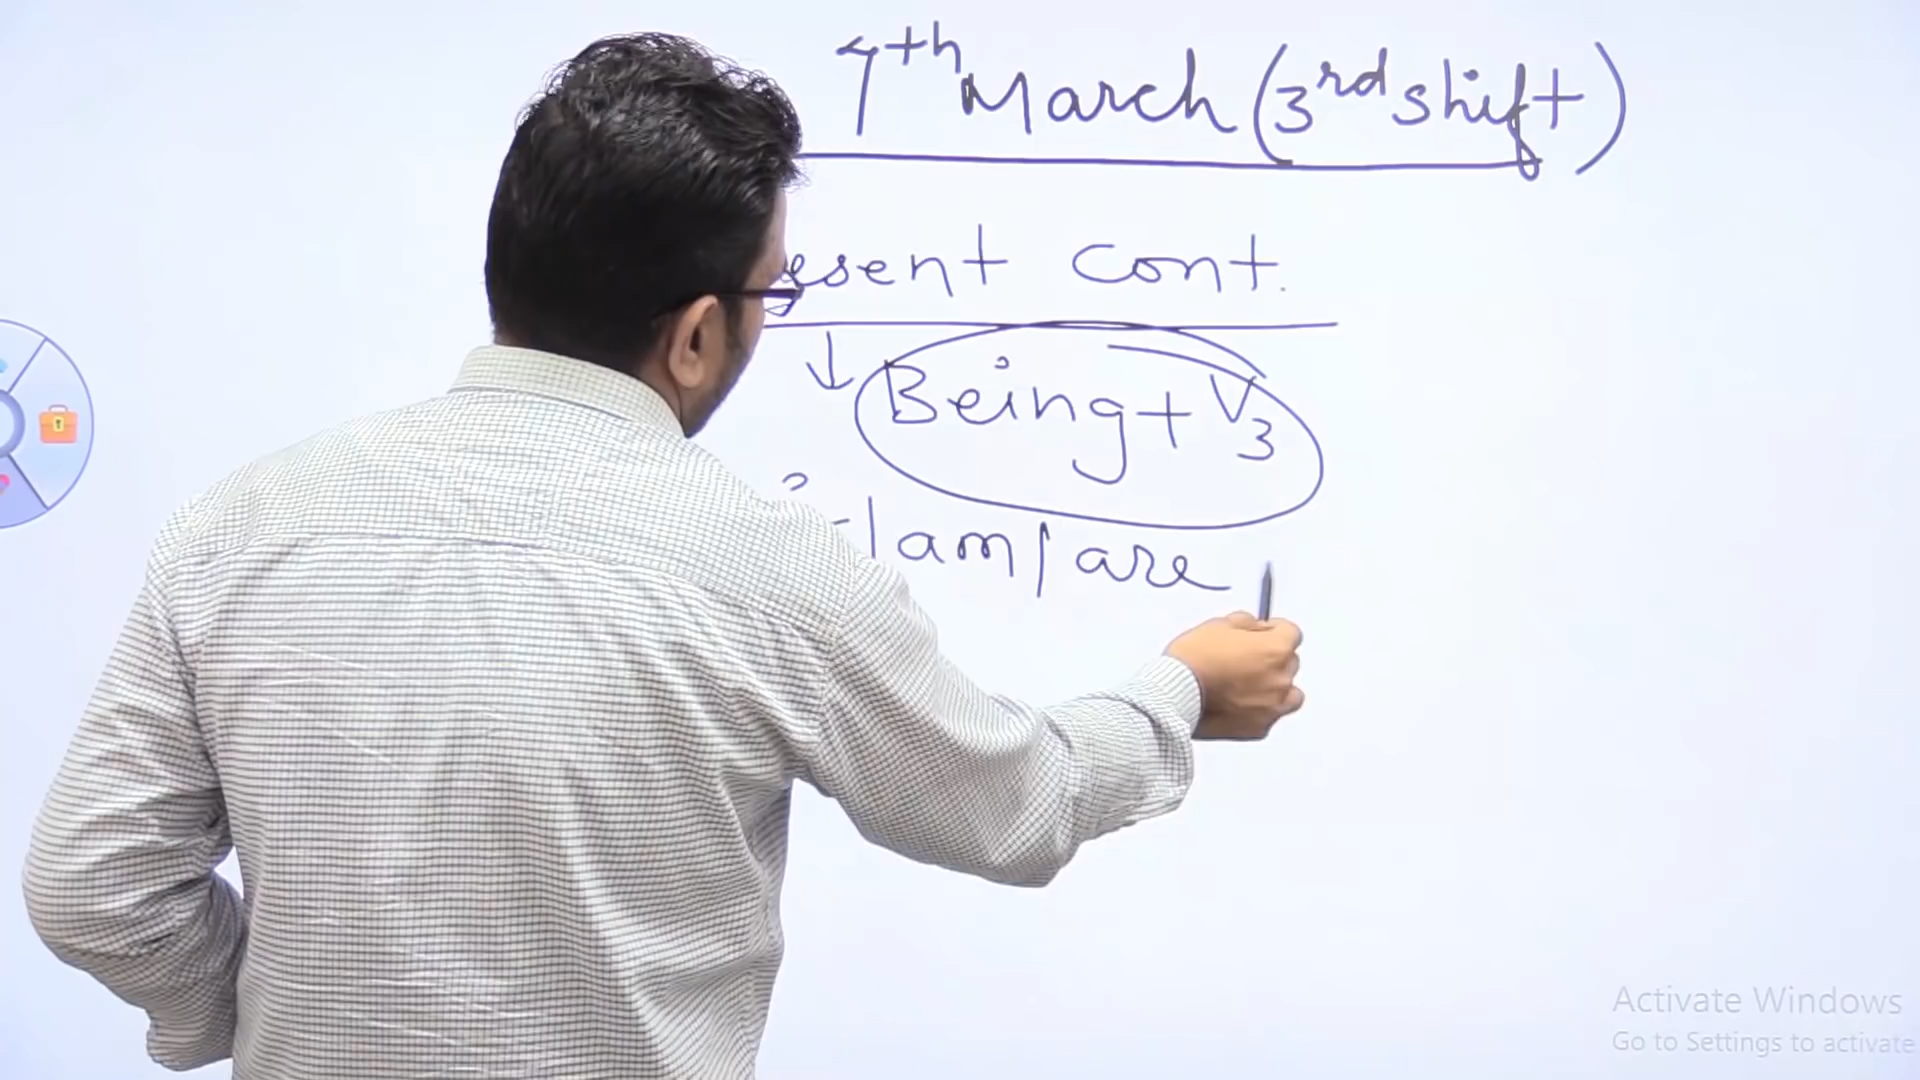 7th March (3rd shift)
esent cont.
↓ Being + V3
/am/are
Activate Windows
Go to Settings to activate